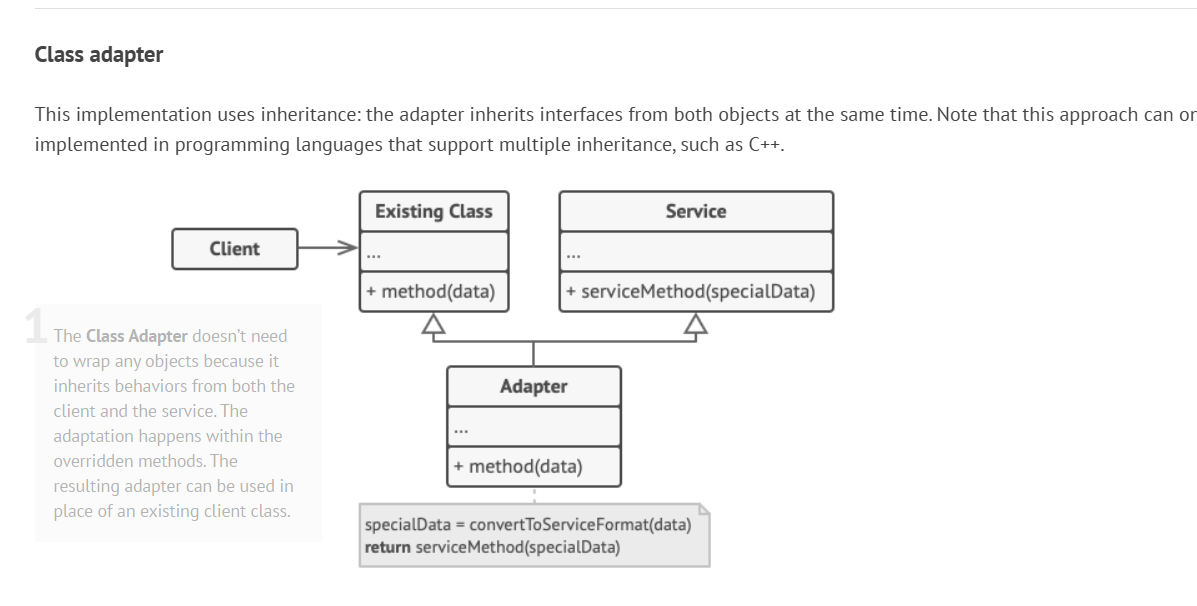 Class adapter
This implementation uses inheritance: the adapter inherits interfaces from both objects at the same time. Note that this approach can
implemented in programming languages that support multiple inheritance, such as C++.
Existing Class
...
+ method(data)
Service
...
+ serviceMethod(specialData)
Client
1
The Class Adapter doesn't need
to wrap any objects because it
inherits behaviors from both the
client and the service. The
adaptation happens within the
overridden methods. The
resulting adapter can be used in
place of an existing client class.
Adapter
...
+ method(data)
specialData = convertToServiceFormat(data)
return serviceMethod(specialData)